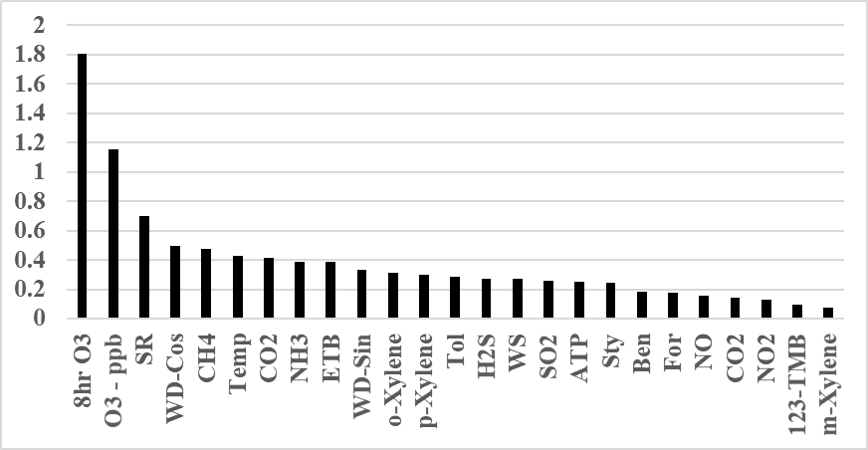 2
1.8
1.6
1.4
1.2
1
0.8
0.6
0.4
0.2
0
8hr O3
O3 - ppb
SR
WD-Cos
CH4
Temp
CO2
NH3
ETB
WD-Sin
o-Xylene
p-Xylene
Tol
H2S
WS
SO2
ATP
Sty
Ben
For
NO
CO2
NO2
123-TMB
m-Xylene